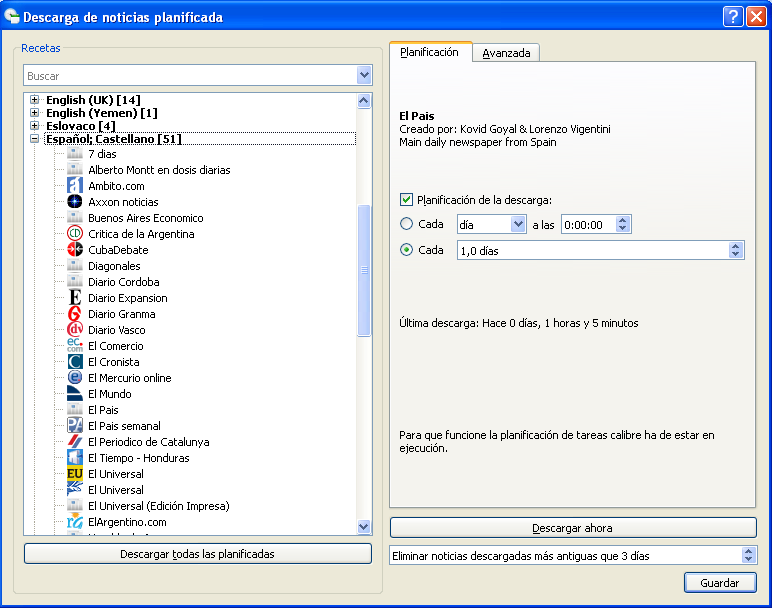 Descarga de noticias planificada
Recetas
Buscar
English (UK) [14]
English (Yemen) [1]
Eslovaco [4]
Español; Castellano [51]
7 dias
Alberto Montt en dosis diarias
Ambito.com
Axxon noticias
Buenos Aires Economico
Critica de la Argentina
CubaDebate
Diagonales
Diario Cordoba
Diario Expansion
Diario Granma
Diario Vasco
El Comercio
El Cronista
El Mercurio online
El Mundo
El Pais
El Pais semanal
El Periodico de Catalunya
El Tiempo - Honduras
El Universal
El Universal
El Universal (Edición Impresa)
ElArgentino.com
Descargar todas las planificadas
Planificación
Avanzada
El Pais
Creado por: Kovid Goyal & Lorenzo Vigentini
Main daily newspaper from Spain
Planificación de la descarga:
Cada día a las 0:00:00
Cada 1,0 días
Última descarga: Hace 0 días, 1 horas y 5 minutos
Para que funcione la planificación de tareas calibre ha de estar en
ejecución.
Descargar ahora
Eliminar noticias descargadas más antiguas que 3 días
Guardar